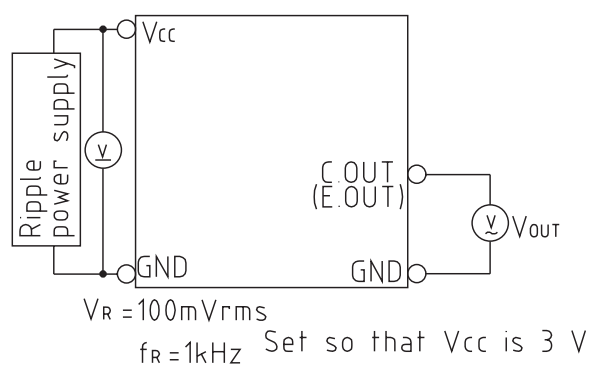 Vcc
Ripple
power supply
V
C.OUT
(E.OUT)
V
VOUT
GND
GND
VR =100mVrms
fR =1kHz
Set so that Vcc is 3 V